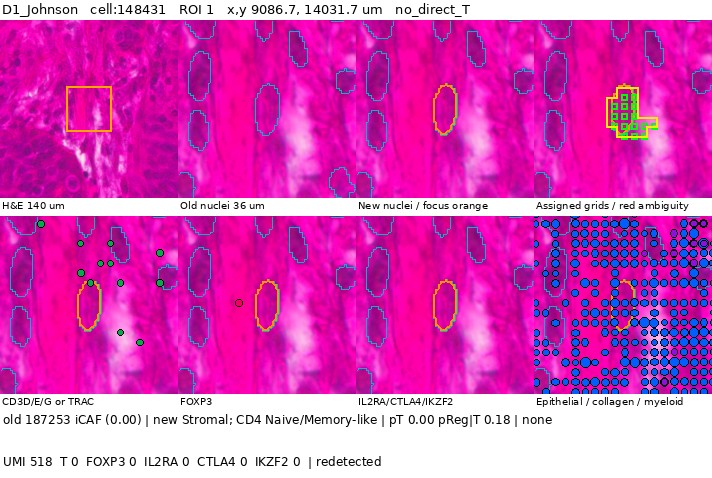 D1_Johnson cell:148431 ROI 1 x,y 9086.7, 14031.7 um no_direct_T
H&E 140 um
Old nuclei 36 um
New nuclei / focus orange
Assigned grids / red ambiguity
CD3D/E/G or TRAC
FOXP3
IL2RA/CTLA4/IKZF2
Epithelial / collagen / myeloid
old 187253 iCAF (0.00) | new Stromal; CD4 Naive/Memory-like | pT 0.00 pReg|T 0.18 | none
UMI 518 T 0 FOXP3 0 IL2RA 0 CTLA4 0 IKZF2 0 | redetected